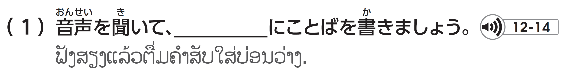 (1) 音声を聞いて、＿＿＿＿＿にことばを書きましょう。 12-14
ຟັງສຽງແລ້ວຕື່ມຄຳສັບໃສ່ບ່ອນວ່າງ.